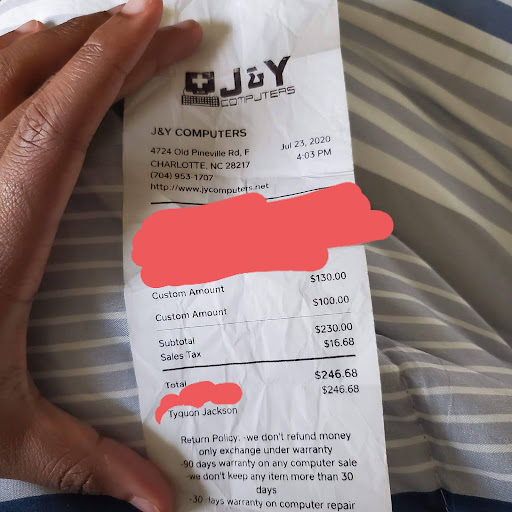 J&Y
COMPUTERS
J&Y COMPUTERS
4724 Old Pineville Rd, F
CHARLOTTE, NC 28217
(704) 953-1707
http://www.jycomputers.net
Jul 23, 2020
4:03 PM
Custom Amount $130.00
Custom Amount $100.00
Subtotal $230.00
Sales Tax $16.68
Total $246.68
$246.68
Tyquon Jackson
Return Policy: -we don't refund money
only exchange under warranty
-90 days warranty on any computer sale
-we don't keep any item more than 30
days
-30 days warranty on computer repair